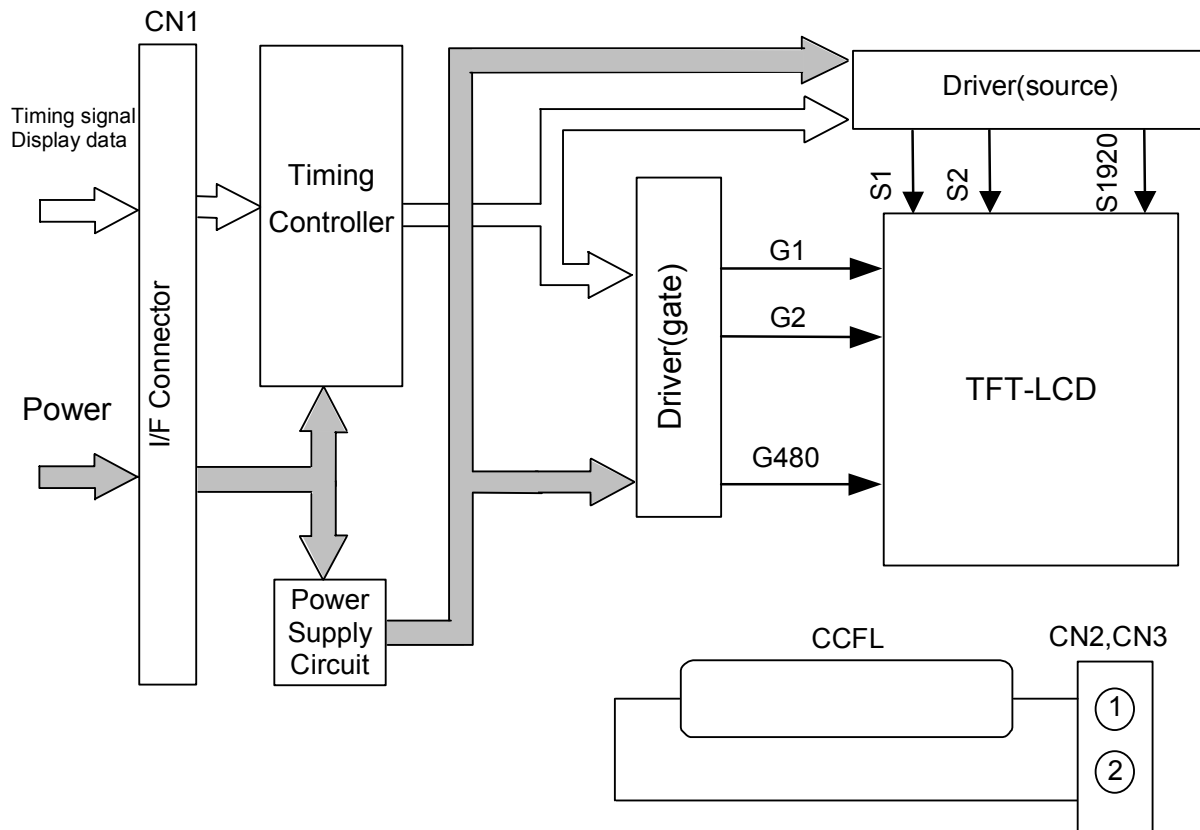 CN1
Timing signal
Display data
Power
I/F Connector
Timing
Controller
Power
Supply
Circuit
Driver(source)
S1
S2
S1920
Driver(gate)
G1
G2
G480
TFT-LCD
CCFL
CN2,CN3
1
2